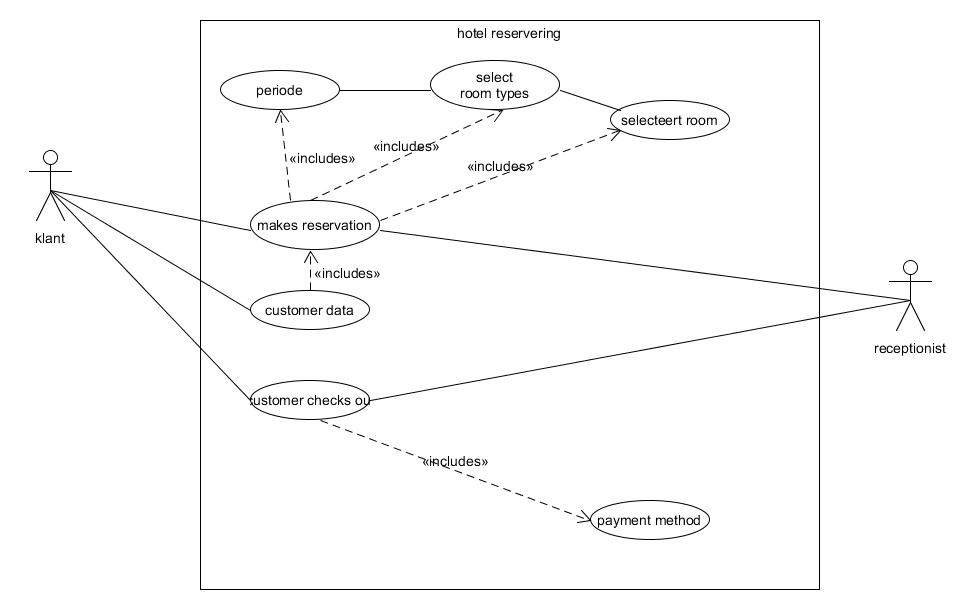 hotel reservering
select
room types
periode
selecteert room
«includes»
«includes»
«includes»
klant
makes reservation
«includes»
customer data
receptionist
customer checks ou
«includes»
payment method